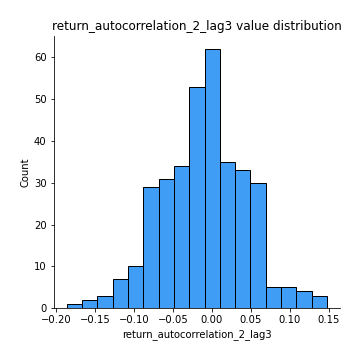 return_autocorrelation_2_lag3 value distribution
60
50
40
30
20
10
0
Count
−0.20 −0.15 −0.10 −0.05 0.00 0.05 0.10 0.15
return_autocorrelation_2_lag3